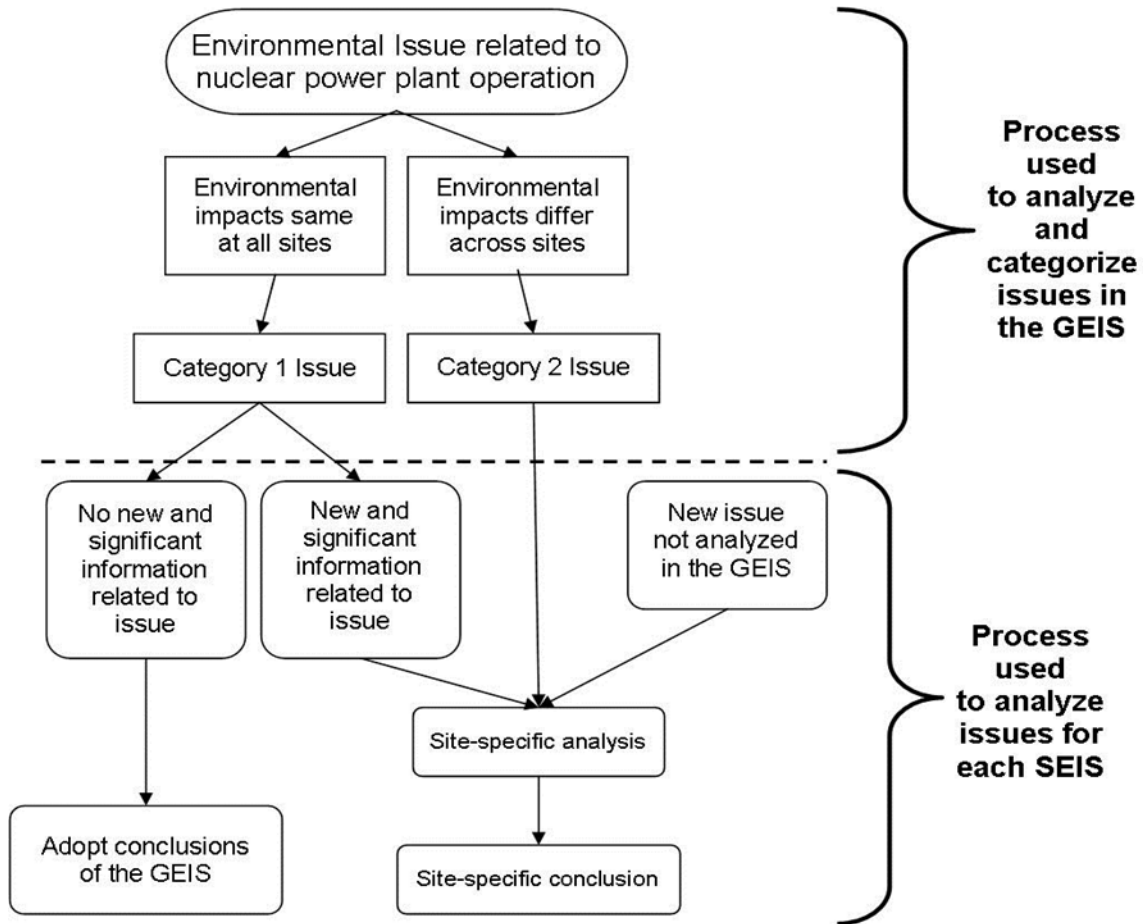 Environmental Issue related to
nuclear power plant operation
Environmental
impacts same
at all sites
Environmental
impacts differ
across sites
Category 1 Issue
Category 2 Issue
Process
used
to analyze
and
categorize
issues in
the GEIS
No new and
significant
information
related to
issue
New and
significant
information
related to
issue
New issue
not analyzed
in the GEIS
Site-specific analysis
Adopt conclusions
of the GEIS
Site-specific conclusion
Process
used
to analyze
issues for
each SEIS